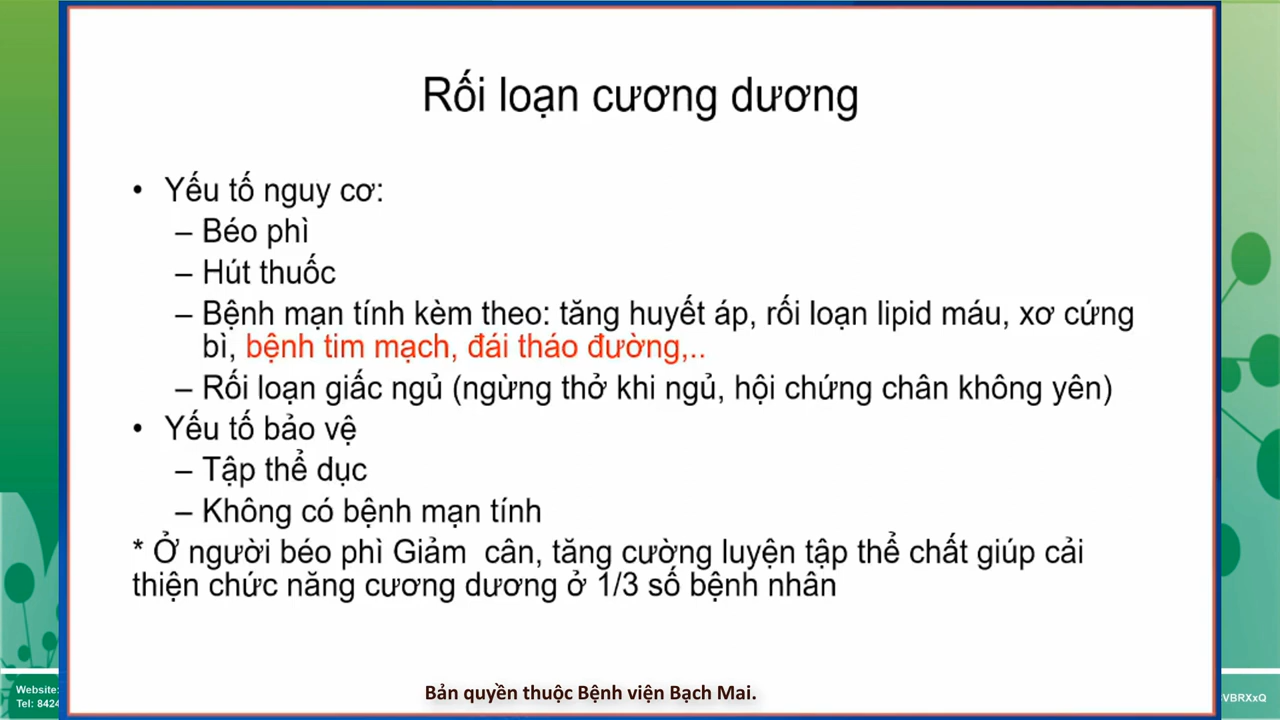 Rối loạn cương dương
• Yếu tố nguy cơ:
– Béo phì
– Hút thuốc
– Bệnh mạn tính kèm theo: tăng huyết áp, rối loạn lipid máu, xơ cứng
bì, bệnh tim mạch, đái tháo đường,..
– Rối loạn giấc ngủ (ngừng thở khi ngủ, hội chứng chân không yên)
• Yếu tố bảo vệ
– Tập thể dục
– Không có bệnh mạn tính
* Ở người béo phì Giảm cân, tăng cường luyện tập thể chất giúp cải
thiện chức năng cương dương ở 1/3 số bệnh nhân
Bản quyền thuộc Bệnh viện Bạch Mai.
Website:
Tel: 8424